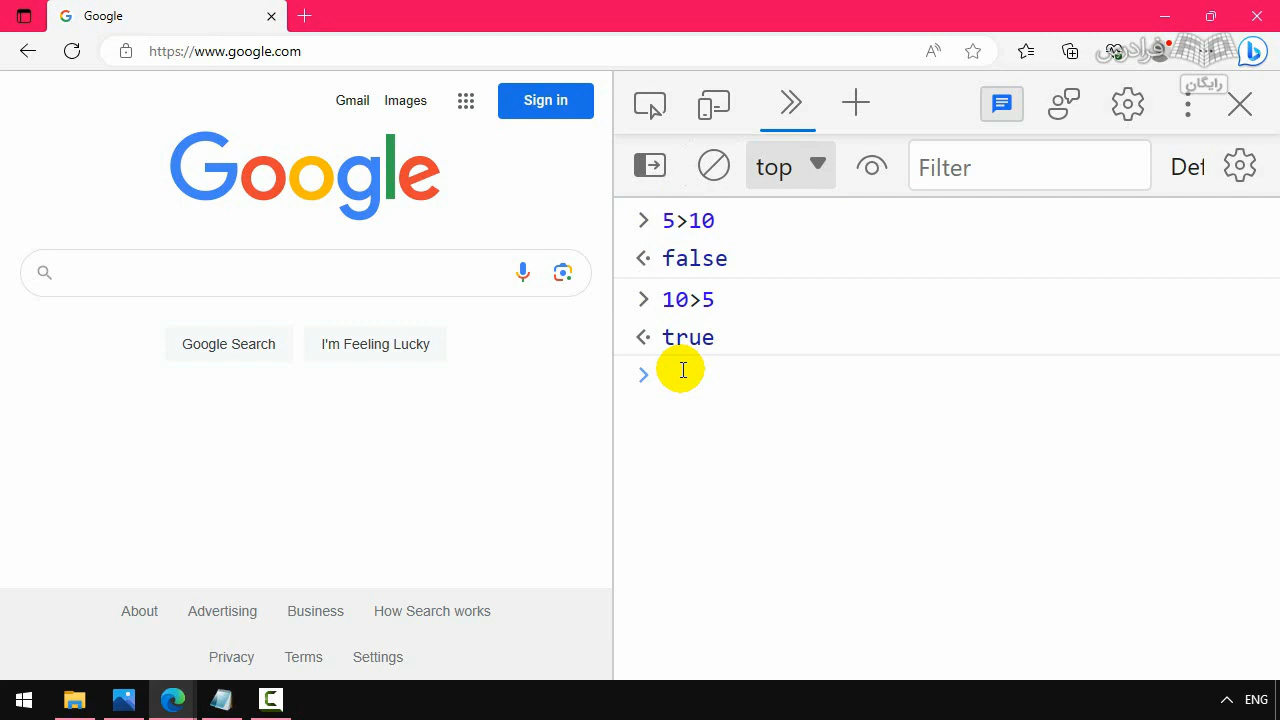 Google
https://www.google.com
فرادرس
رایگان
Gmail
Images
Sign in
Google
Google Search
I'm Feeling Lucky
About
Advertising
Business
How Search works
Privacy
Terms
Settings
top
Filter
Def
> 5>10
false
> 10>5
true
>
ENG